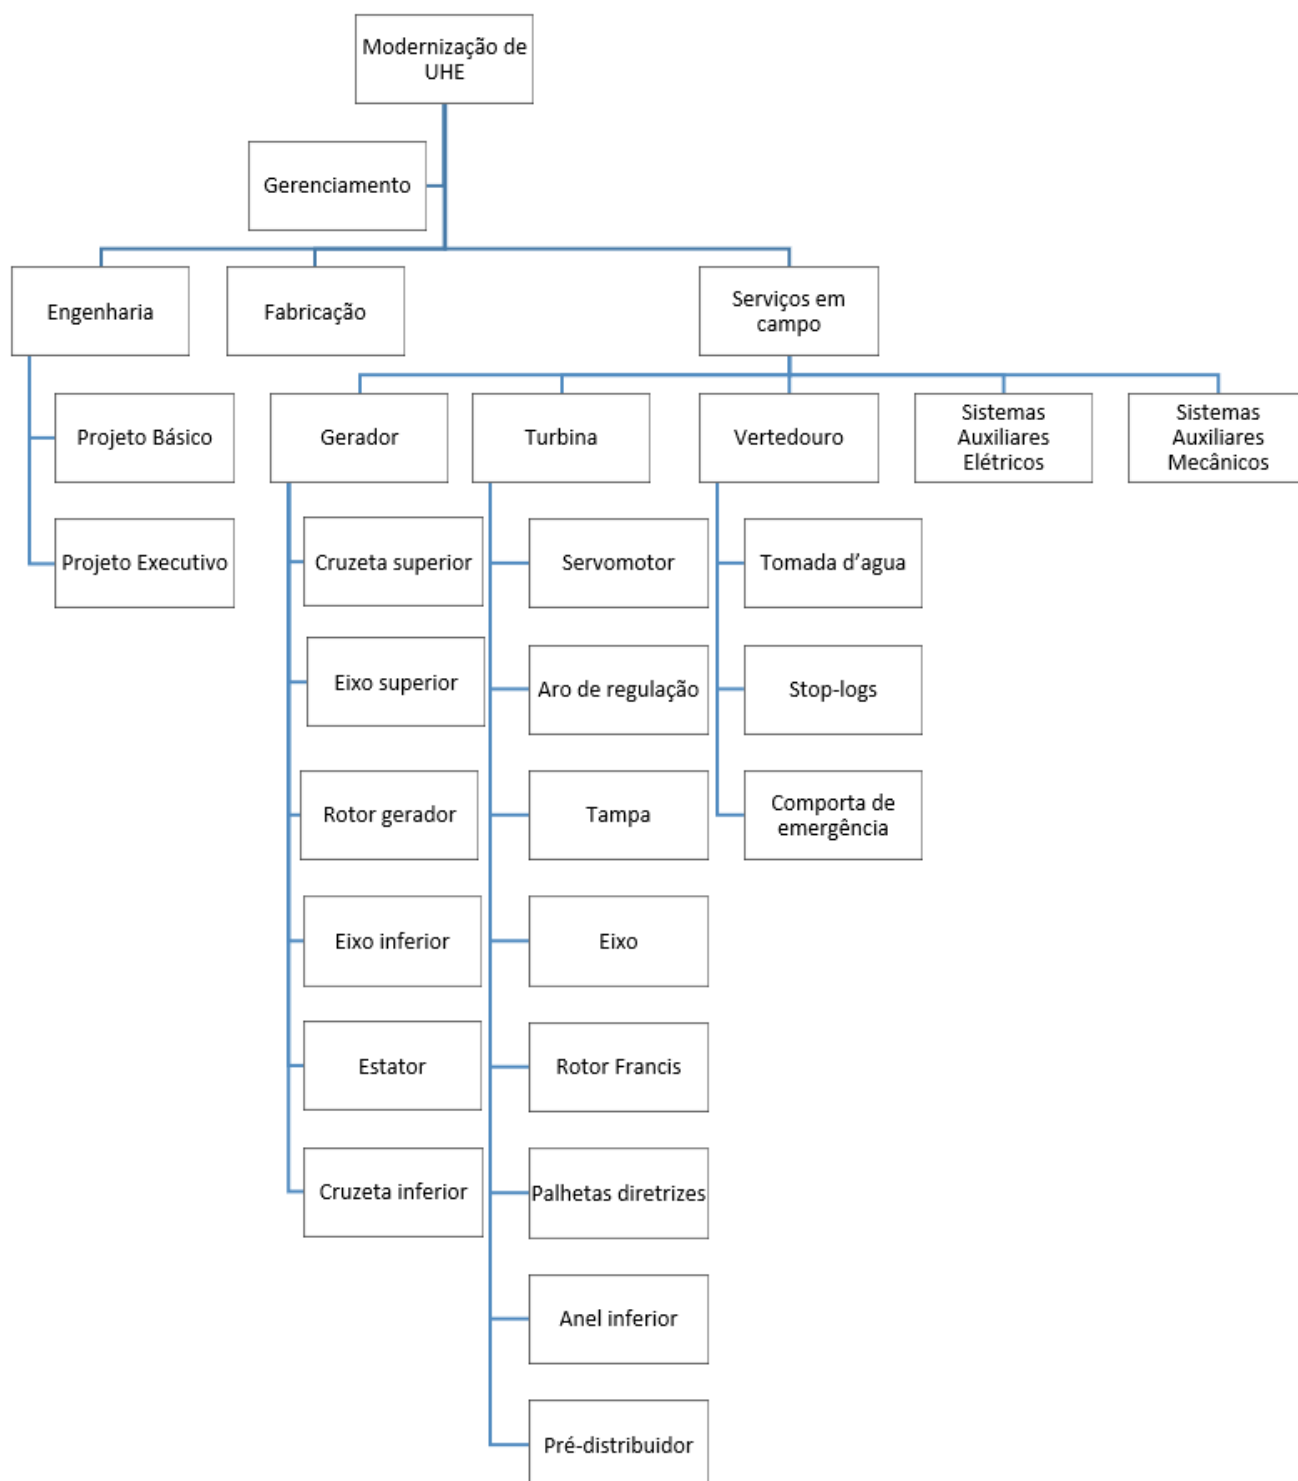 Modernização de
UHE
Gerenciamento
Engenharia
Fabricação
Serviços em
campo
Projeto Básico
Projeto Executivo
Gerador
Turbina
Vertedouro
Sistemas
Auxiliares
Elétricos
Sistemas
Auxiliares
Mecânicos
Cruzeta superior
Eixo superior
Rotor gerador
Eixo inferior
Estator
Cruzeta inferior
Servomotor
Aro de regulação
Tampa
Eixo
Rotor Francis
Palhetas diretrizes
Anel inferior
Pré-distribuidor
Tomada d’agua
Stop-logs
Comporta de
emergência